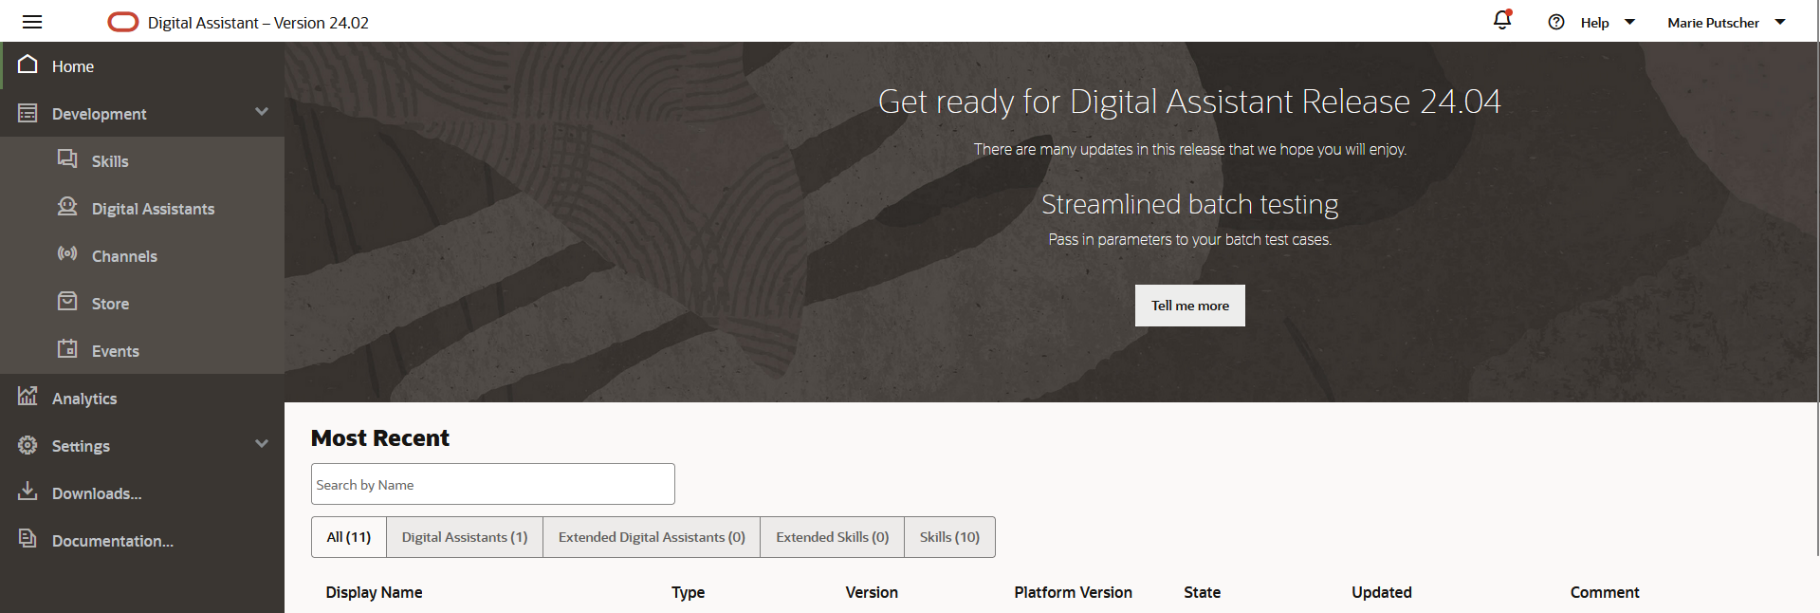 Digital Assistant – Version 24.02
Help
Marie Putscher
Home
Development
Skills
Digital Assistants
Channels
Store
Events
Analytics
Settings
Downloads...
Documentation...
Get ready for Digital Assistant Release 24.04
There are many updates in this release that we hope you will enjoy.
Streamlined batch testing
Pass in parameters to your batch test cases.
Tell me more
Most Recent
Search by Name
All (11) Digital Assistants (1) Extended Digital Assistants (0) Extended Skills (0) Skills (10)
Display Name Type Version Platform Version State Updated Comment